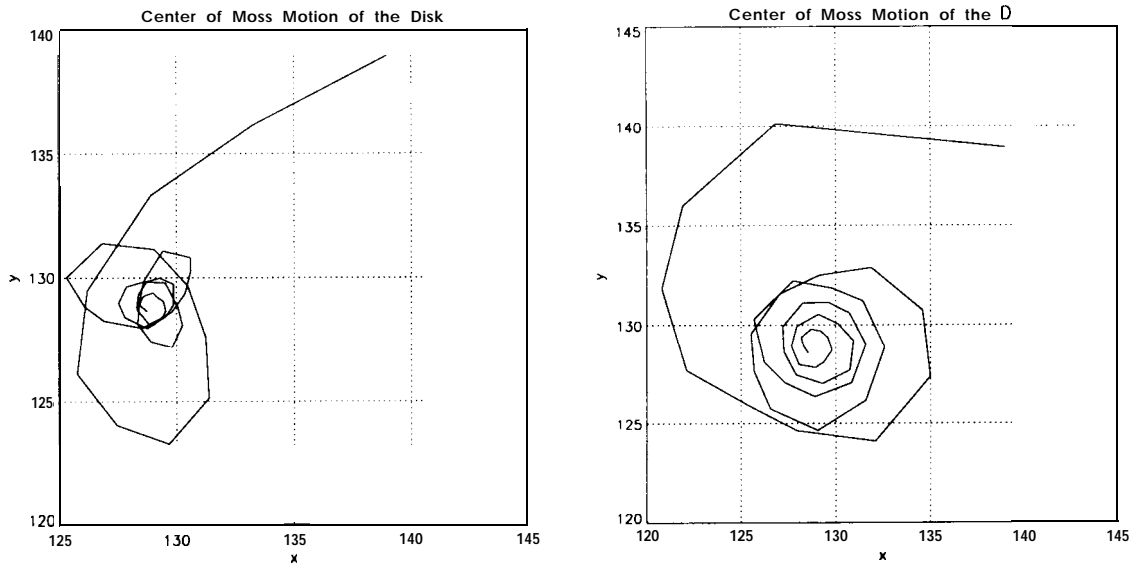 Center of Moss Motion of the Disk
140
135
130
125
120
y
125 130 135 140 145
x
Center of Moss Motion of the D
145
140
135
130
125
120
y
120 125 130 135 140 145
x